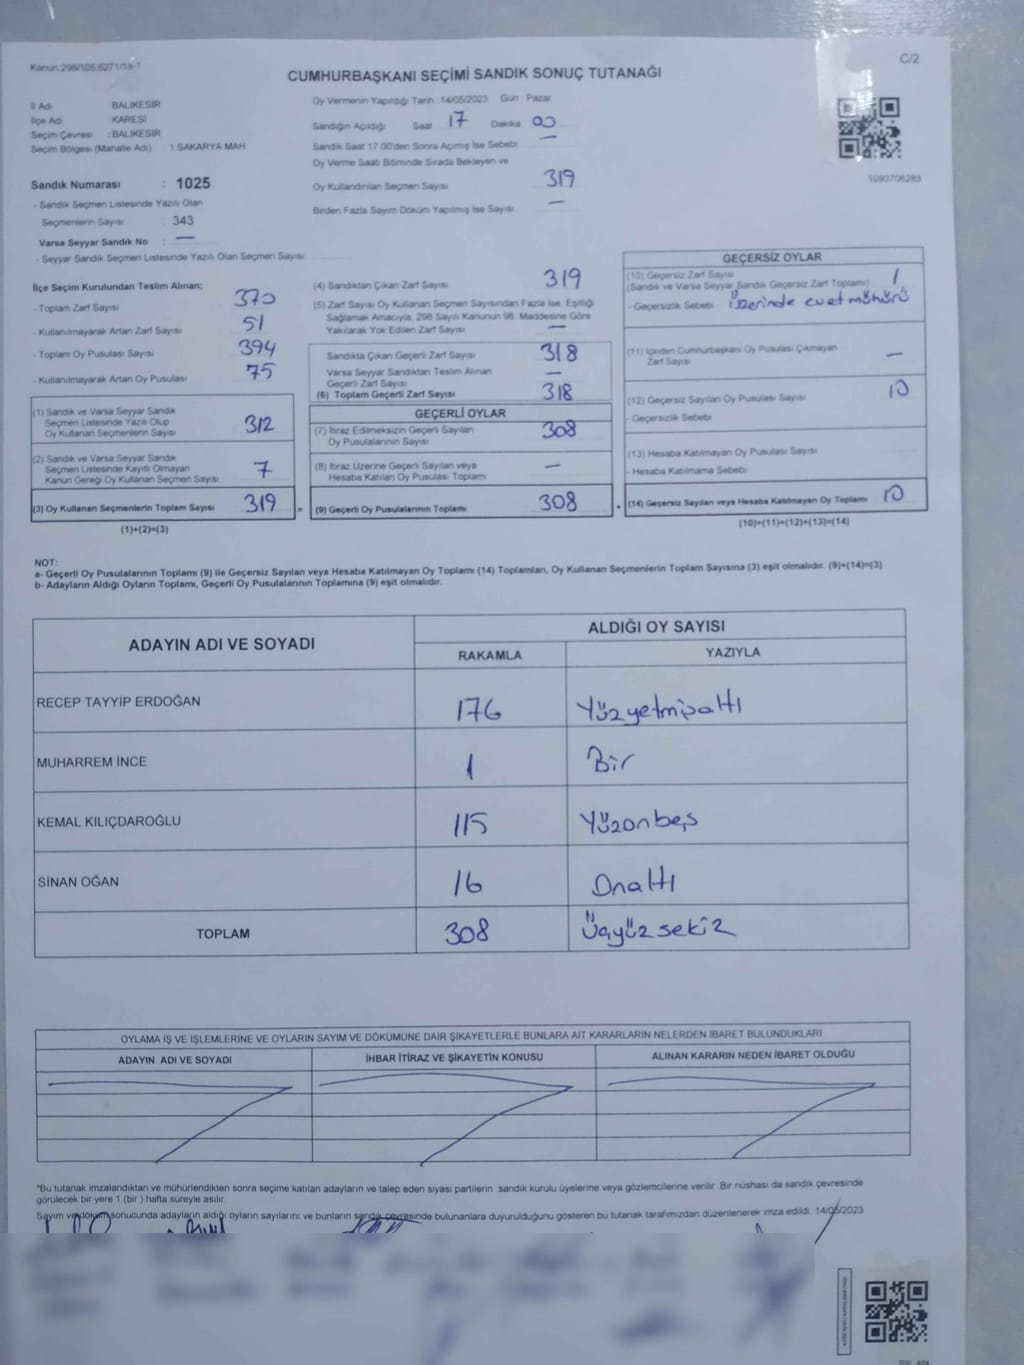 Kanun:298/105;6271/18-1
C/2
CUMHURBAŞKANI SEÇİMİ SANDIK SONUÇ TUTANAĞI
İl Adı BALIKESİR
İlçe Adı KARESİ
Seçim Çevresi : BALIKESİR
Seçim Bölgesi (Mahalle Adı) 1 SAKARYA MAH
Oy Vermenin Yapıldığı Tarih :14/05/2023 Gün Pazar
Sandığın Açıldığı Saat 17 Dakika 00
Sandık Saat 17:00'den Sonra Açılmış İse Sebebi —
Oy Verme Saati Bitiminde Sırada Bekleyen ve
Oy Kullandırılan Seçmen Sayısı 319
Birden Fazla Sayım Döküm Yapılmış İse Sayısı —
1093706283
Sandık Numarası : 1025
- Sandık Seçmen Listesinde Yazılı Olan
Seçmenlerin Sayısı : 343
Varsa Seyyar Sandık No : —
- Seyyar Sandık Seçmen Listesinde Yazılı Olan Seçmen Sayısı
İlçe Seçim Kurulundan Teslim Alınan;
- Toplam Zarf Sayısı 370
- Kullanılmayarak Artan Zarf Sayısı 51
- Toplam Oy Pusulası Sayısı 394
- Kullanılmayarak Artan Oy Pusulası 75
(1) Sandık ve Varsa Seyyar Sandık
Seçmen Listesinde Yazılı Olup
Oy Kullanan Seçmenlerin Sayısı 312
(2) Sandık ve Varsa Seyyar Sandık
Seçmen Listesinde Kayıtlı Olmayan
Kanun Gereği Oy Kullanan Seçmen Sayısı 7
(3) Oy Kullanan Seçmenlerin Toplam Sayısı 319
(1)+(2)=(3)
(4) Sandıktan Çıkan Zarf Sayısı 319
(5) Zarf Sayısı Oy Kullanan Seçmen Sayısından Fazla İse, Eşitliği
Sağlamak Amacıyla, 298 Sayılı Kanunun 98. Maddesine Göre
Yakılarak Yok Edilen Zarf Sayısı —
Sandıkta Çıkan Geçerli Zarf Sayısı 318
Varsa Seyyar Sandıktan Teslim Alınan
Geçerli Zarf Sayısı —
(6) Toplam Geçerli Zarf Sayısı 318
GEÇERLİ OYLAR
(7) İtiraz Edilmeksizin Geçerli Sayılan
Oy Pusulalarının Sayısı 308
(8) İtiraz Üzerine Geçerli Sayılan veya
Hesaba Katılan Oy Pusulası Toplamı —
= (9) Geçerli Oy Pusulalarının Toplamı 308
GEÇERSİZ OYLAR
(10) Geçersiz Zarf Sayısı 1
(Sandık ve Varsa Seyyar Sandık Geçersiz Zarf Toplamı)
- Geçersizlik Sebebi Üzerinde evet mühürü
(11) İçinden Cumhurbaşkanı Oy Pusulası Çıkmayan
Zarf Sayısı —
(12) Geçersiz Sayılan Oy Pusulası Sayısı 10
- Geçersizlik Sebebi
(13) Hesaba Katılmayan Oy Pusulası Sayısı
- Hesaba Katılmama Sebebi
+ (14) Geçersiz Sayılan veya Hesaba Katılmayan Oy Toplamı 10
(10)+(11)+(12)+(13)=(14)
NOT:
a- Geçerli Oy Pusulalarının Toplamı (9) ile Geçersiz Sayılan veya Hesaba Katılmayan Oy Toplamı (14) Toplamları, Oy Kullanan Seçmenlerin Toplam Sayısına (3) eşit olmalıdır. (9)+(14)=(3)
b- Adayların Aldığı Oyların Toplamı, Geçerli Oy Pusulalarının Toplamına (9) eşit olmalıdır.
ADAYIN ADI VE SOYADI ALDIĞI OY SAYISI
RAKAMLA YAZIYLA
RECEP TAYYİP ERDOĞAN 176 Yüzyetmişaltı
MUHARREM İNCE 1 Bir
KEMAL KILIÇDAROĞLU 115 Yüzonbeş
SİNAN OĞAN 16 Onaltı
TOPLAM 308 Üçyüzsekiz
OYLAMA İŞ VE İŞLEMLERİNE VE OYLARIN SAYIM VE DÖKÜMÜNE DAİR ŞİKAYETLERLE BUNLARA AİT KARARLARIN NELERDEN İBARET BULUNDUKLARI
ADAYIN ADI VE SOYADI İHBAR İTİRAZ VE ŞİKAYETİN KONUSU ALINAN KARARIN NEDEN İBARET OLDUĞU
*Bu tutanak imzalandıktan ve mühürlendikten sonra seçime katılan adayların ve talep eden siyasi partilerin sandık kurulu üyelerine veya gözlemcilerine verilir. Bir nüshası da sandık çevresinde
görülecek bir yere 1 (bir) hafta süreyle asılır.
Sayım ve döküm sonucunda adayların aldığı oyların sayılarını ve bunların sandık çevresinde bulunanlara duyurulduğunu gösteren bu tutanak tarafımızdan düzenlenerek imza edildi. 14/05/2023